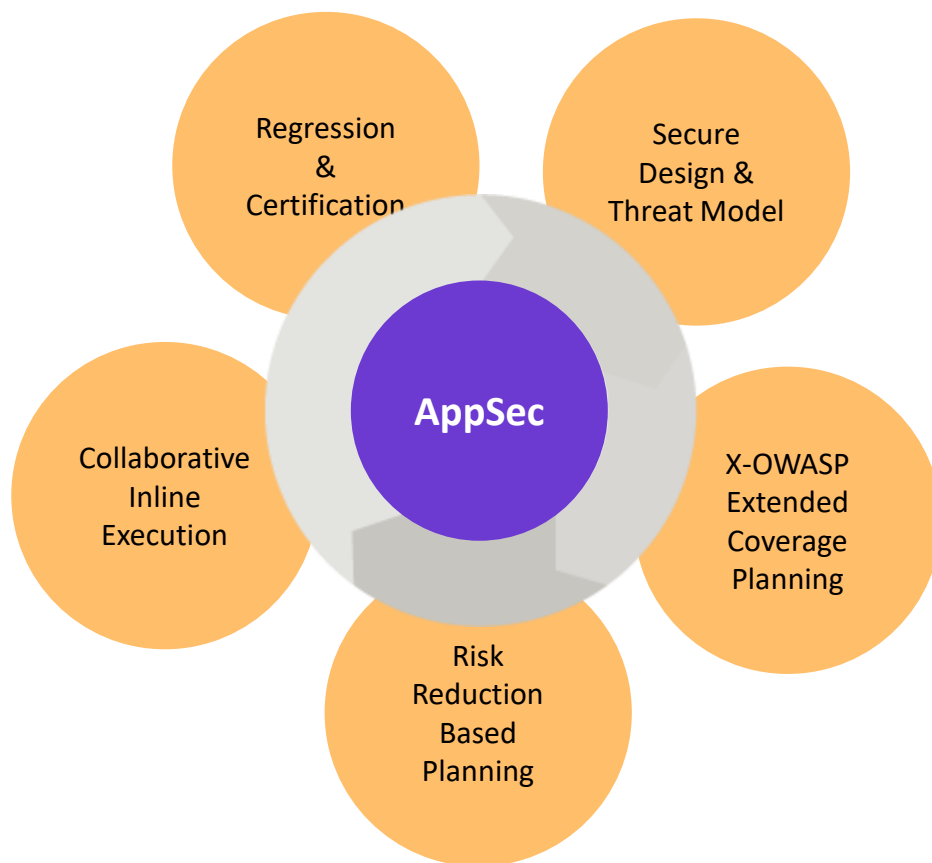 Regression
&
Certification
Secure
Design &
Threat Model
AppSec
Collaborative
Inline
Execution
X-OWASP
Extended
Coverage
Planning
Risk
Reduction
Based
Planning